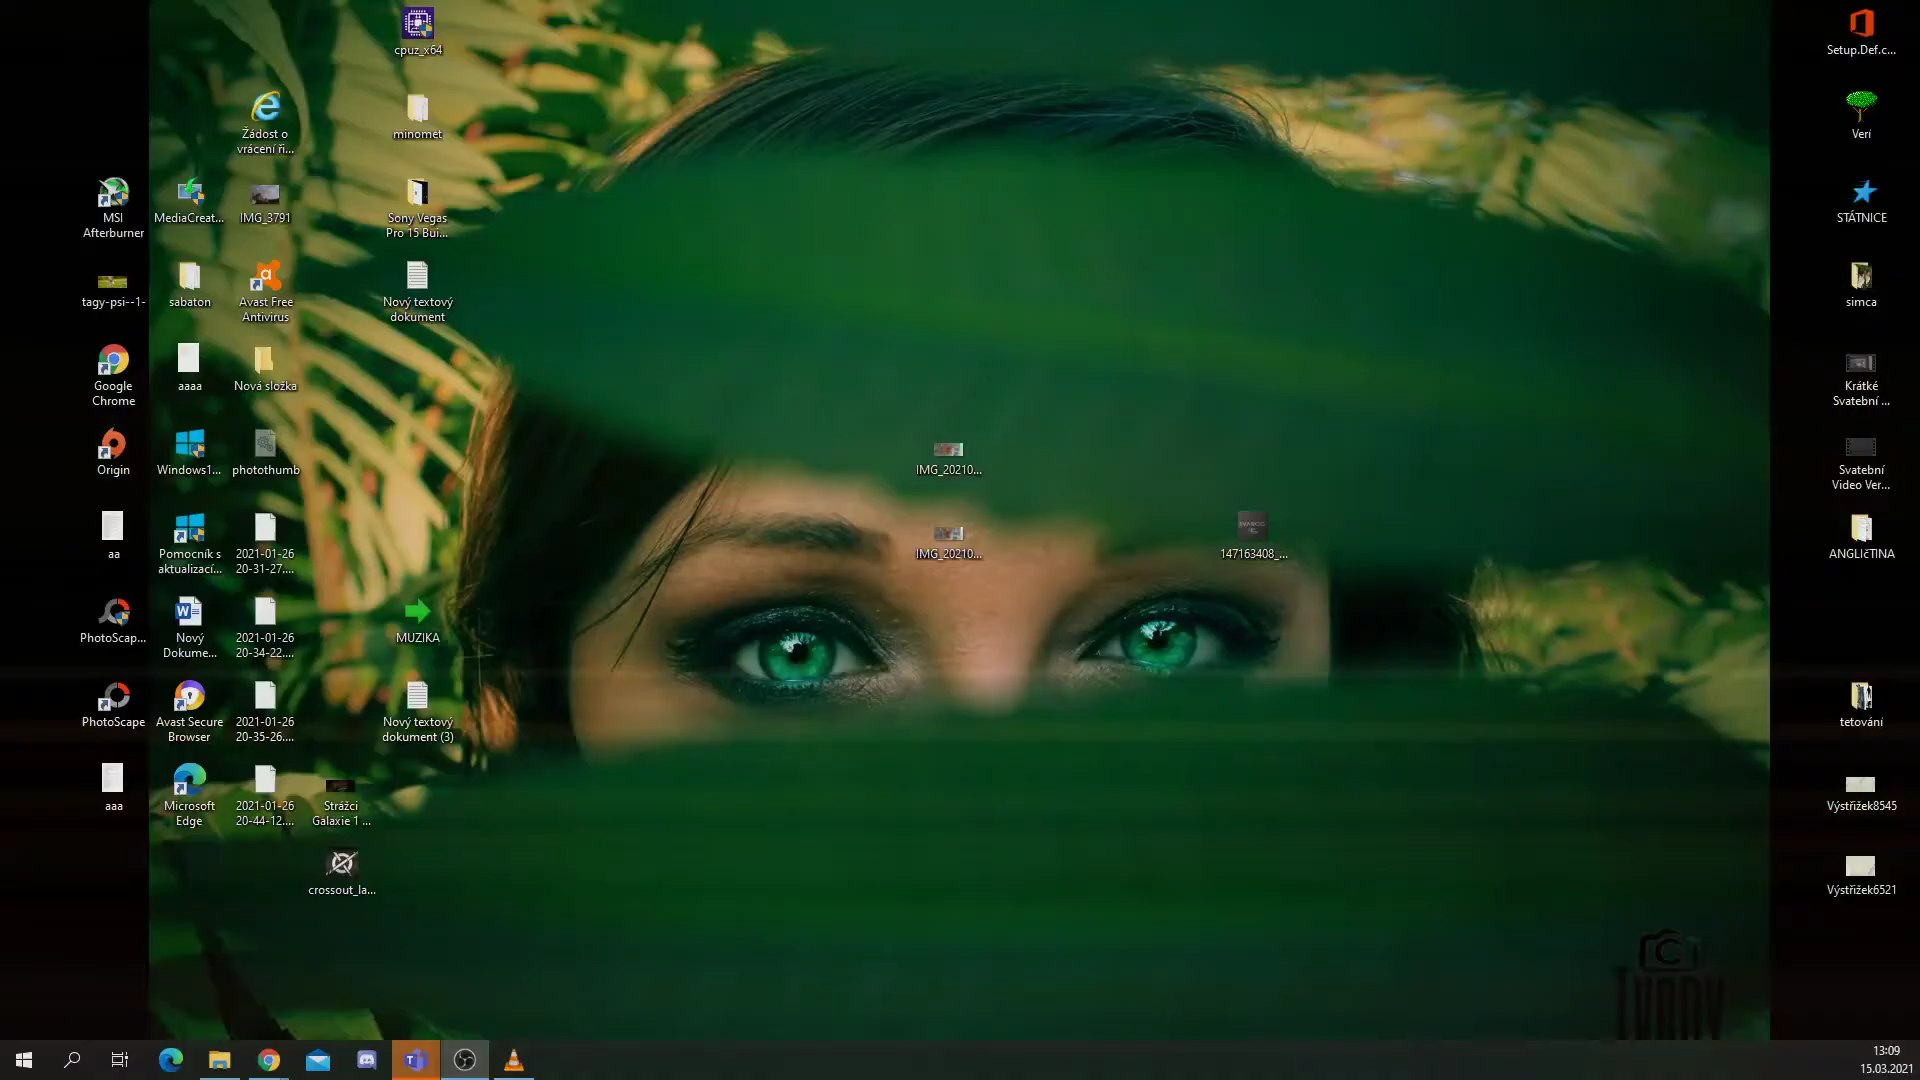 cpuz_x64
Setup.Def.c...
Žádost o
vrácení ři...
minomet
Verí
MSI
Afterburner
MediaCreat...
IMG_3791
Sony Vegas
Pro 15 Bui...
STÁTNICE
tagy-psi--1-
sabaton
Avast Free
Antivirus
Nový textový
dokument
simca
Google
Chrome
aaaa
Nová složka
Krátké
Svatební ...
Origin
Windows1...
photothumb
IMG_20210...
Svatební
Video Ver...
aa
Pomocník s
aktualizací...
2021-01-26
20-31-27....
IMG_20210...
147163408_...
ANGLIčTINA
PhotoScap...
Nový
Dokume...
2021-01-26
20-34-22....
MUZIKA
PhotoScape
Avast Secure
Browser
2021-01-26
20-35-26....
Nový textový
dokument (3)
tetování
aaa
Microsoft
Edge
2021-01-26
20-44-12....
Strážci
Galaxie 1 ...
Výstřižek8545
crossout_la...
Výstřižek6521
13:09
15.03.2021